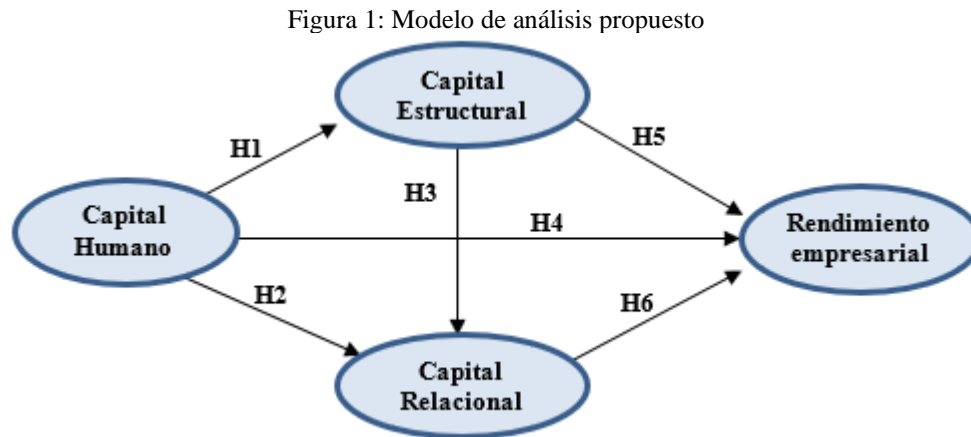 Figura 1: Modelo de análisis propuesto
Capital
Estructural
H1
H5
H3
Capital
Humano
H4
Rendimiento
empresarial
H2
H6
Capital
Relacional